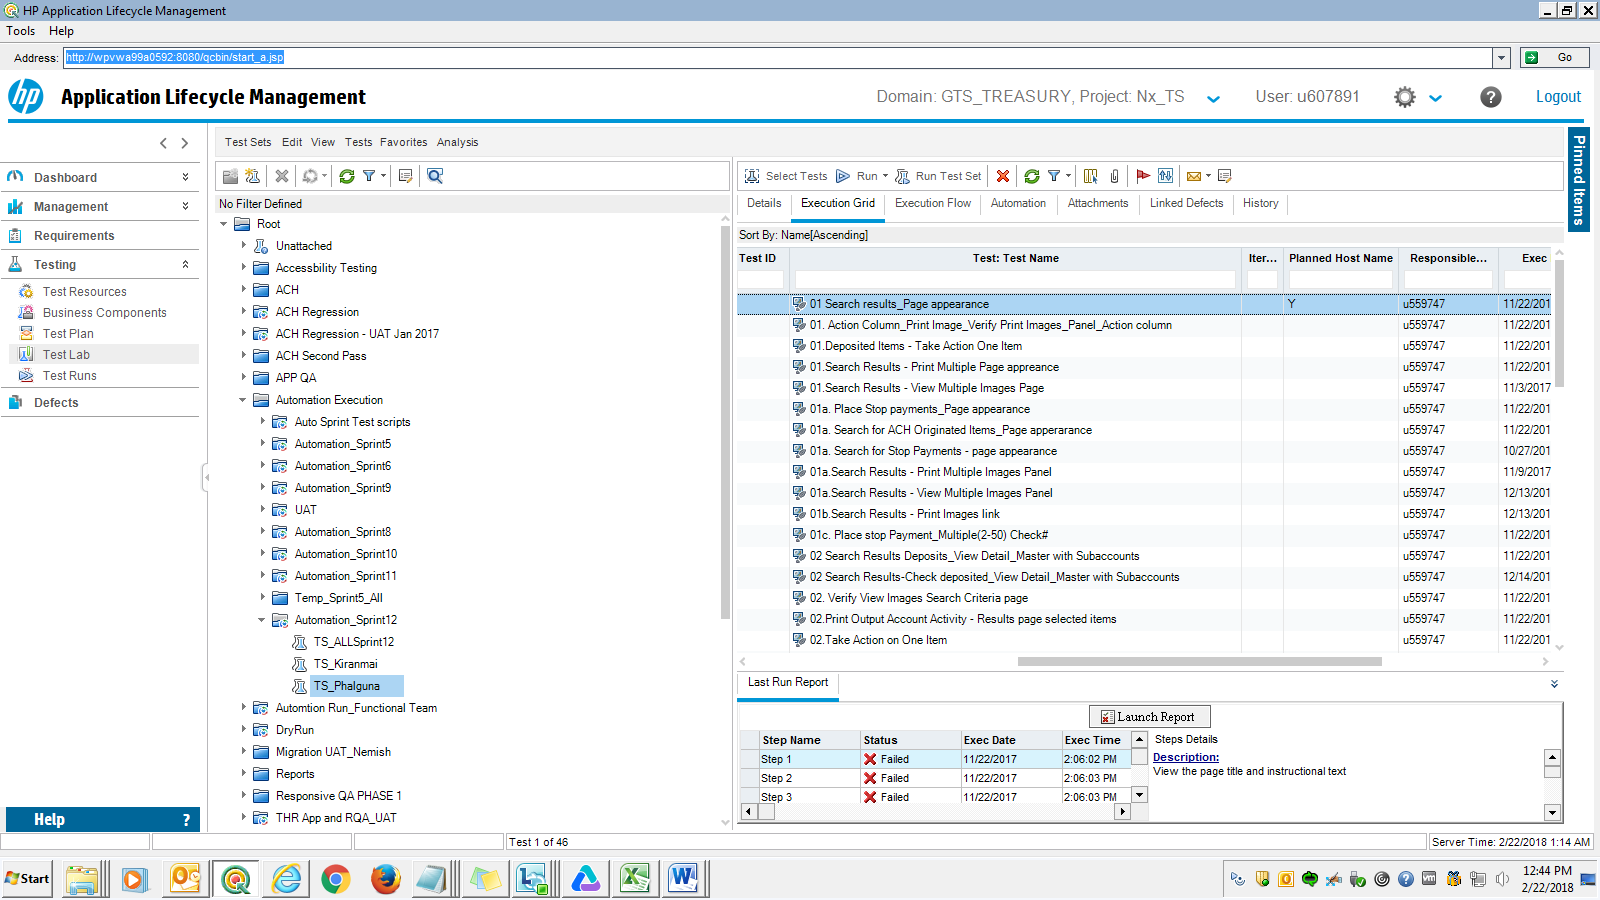 HP Application Lifecycle Management
Tools Help
Address: http://wpvwa99a0592:8080/qcbin/start_a.jsp Go
hp Application Lifecycle Management Domain: GTS_TREASURY, Project: Nx_TS User: u607891 ? Logout
Pinned Items
Dashboard
Management
Requirements
Testing
Test Resources
Business Components
Test Plan
Test Lab
Test Runs
Defects
Help ?
Test Sets Edit View Tests Favorites Analysis
No Filter Defined
Root
Unattached
Accessbility Testing
ACH
ACH Regression
ACH Regression - UAT Jan 2017
ACH Second Pass
APP QA
Automation Execution
Auto Sprint Test scripts
Automation_Sprint5
Automation_Sprint6
Automation_Sprint9
UAT
Automation_Sprint8
Automation_Sprint10
Automation_Sprint11
Temp_Sprint5_All
Automation_Sprint12
TS_ALLSprint12
TS_Kiranmai
TS_Phalguna
Automtion Run_Functional Team
DryRun
Migration UAT_Nemish
Reports
Responsive QA PHASE 1
THR App and RQA_UAT
Select Tests Run Run Test Set
Details Execution Grid Execution Flow Automation Attachments Linked Defects History
Sort By: Name[Ascending]
Test ID Test: Test Name Iter... Planned Host Name Responsible... Exec
01 Search results_Page appearance Y u559747 11/22/201
01. Action Column_Print Image_Verify Print Images_Panel_Action column u559747 11/22/201
01.Deposited Items - Take Action One Item u559747 11/22/201
01.Search Results - Print Multiple Page appreance u559747 11/22/201
01.Search Results - View Multiple Images Page u559747 11/3/2017
01a. Place Stop payments_Page appearance u559747 11/22/201
01a. Search for ACH Originated Items_Page apperarance u559747 11/22/201
01a. Search for Stop Payments - page appearance u559747 10/27/201
01a.Search Results - Print Multiple Images Panel u559747 11/9/2017
01a.Search Results - View Multiple Images Panel u559747 12/13/201
01b.Search Results - Print Images link u559747 12/13/201
01c. Place stop Payment_Multiple(2-50) Check# u559747 11/22/201
02 Search Results Deposits_View Detail_Master with Subaccounts u559747 11/22/201
02 Search Results-Check deposited_View Detail_Master with Subaccounts u559747 12/14/201
02. Verify View Images Search Criteria page u559747 11/22/201
02.Print Output Account Activity - Results page selected items u559747 11/22/201
02.Take Action on One Item u559747 11/22/201
Last Run Report
Launch Report
Step Name Status Exec Date Exec Time
Step 1 Failed 11/22/2017 2:06:02 PM
Step 2 Failed 11/22/2017 2:06:03 PM
Step 3 Failed 11/22/2017 2:06:03 PM
Steps Details
Description:
View the page title and instructional text
Test 1 of 46
Server Time: 2/22/2018 1:14 AM
Start
12:44 PM
2/22/2018